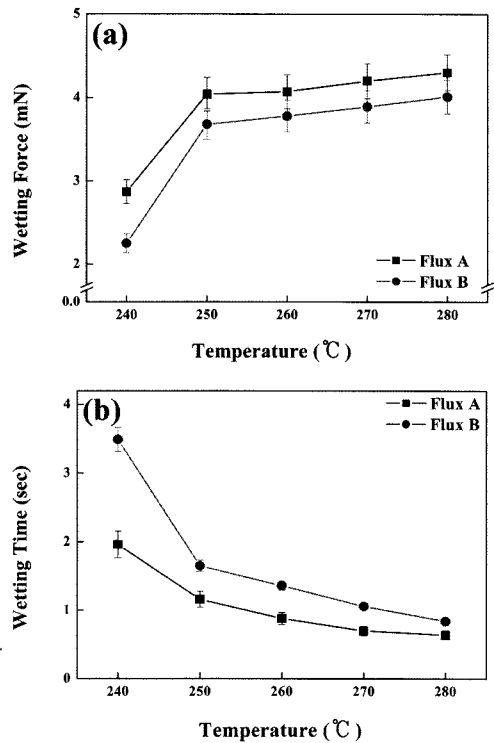 (a)
5
4
3
2
0.0
Wetting Force (mN)
Flux A
Flux B
240 250 260 270 280
Temperature (℃)
(b)
4
3
2
1
0
Wetting Time (sec)
Flux A
Flux B
240 250 260 270 280
Temperature (℃)